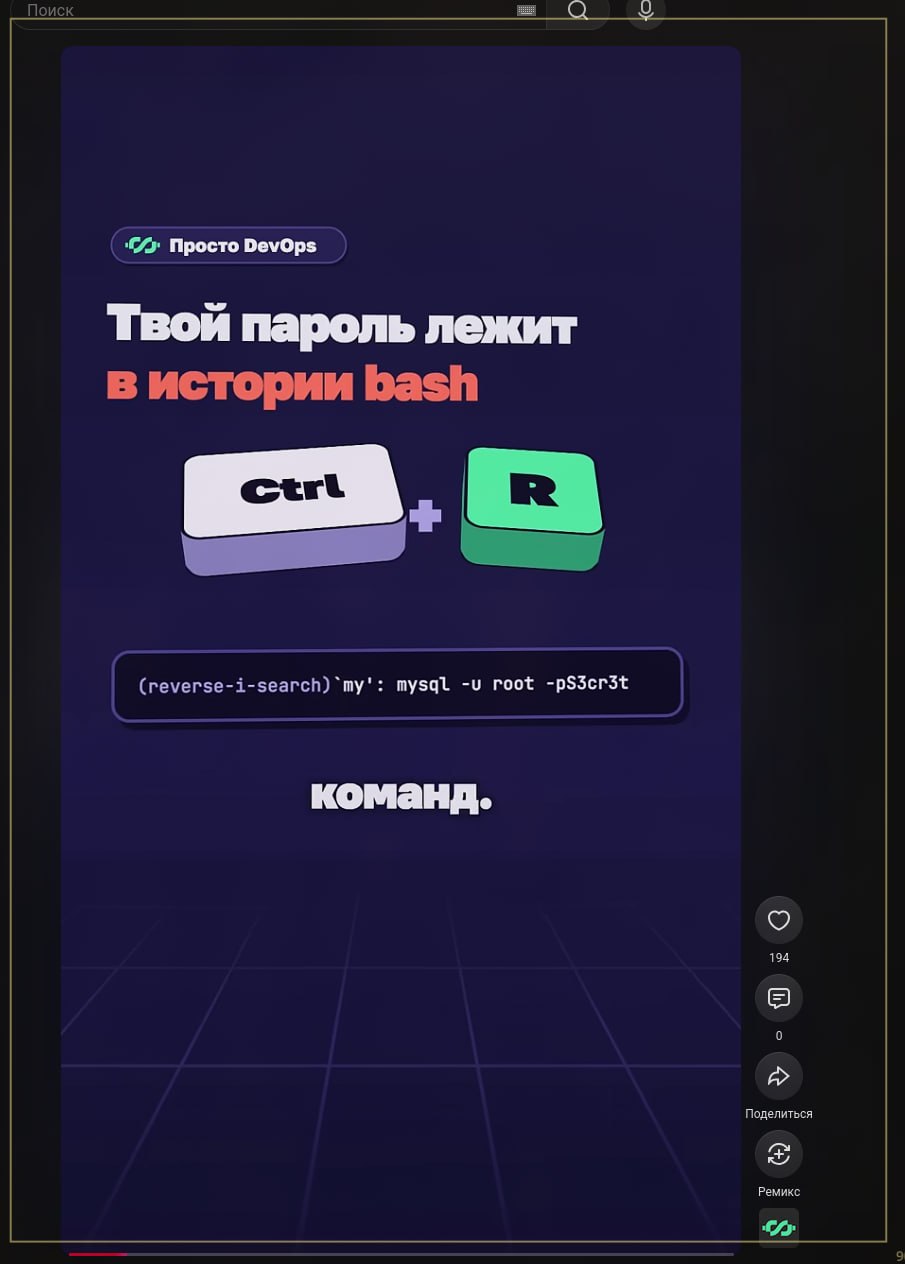 Поиск
Просто DevOps
Твой пароль лежит
в истории bash
Ctrl
R
(reverse-i-search)`my': mysql -u root -pS3cr3t
команд.
194
0
Поделиться
Ремикс